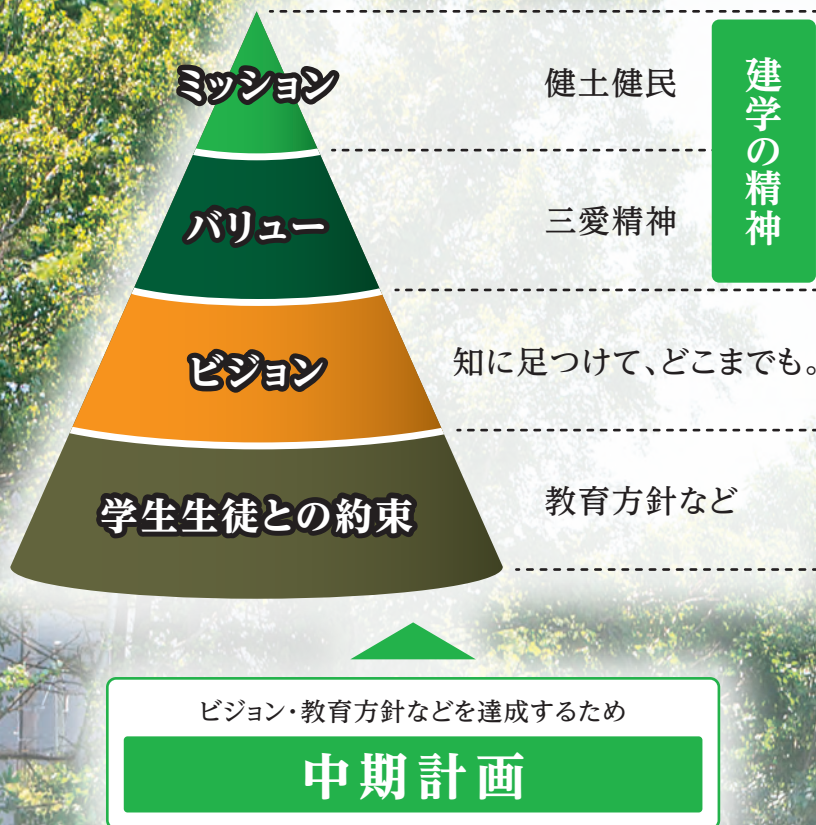 ミッション
健土健民
建学の精神
バリュー
三愛精神
ビジョン
知に足つけて、どこまでも。
学生生徒との約束
教育方針など
ビジョン・教育方針などを達成するため
中期計画